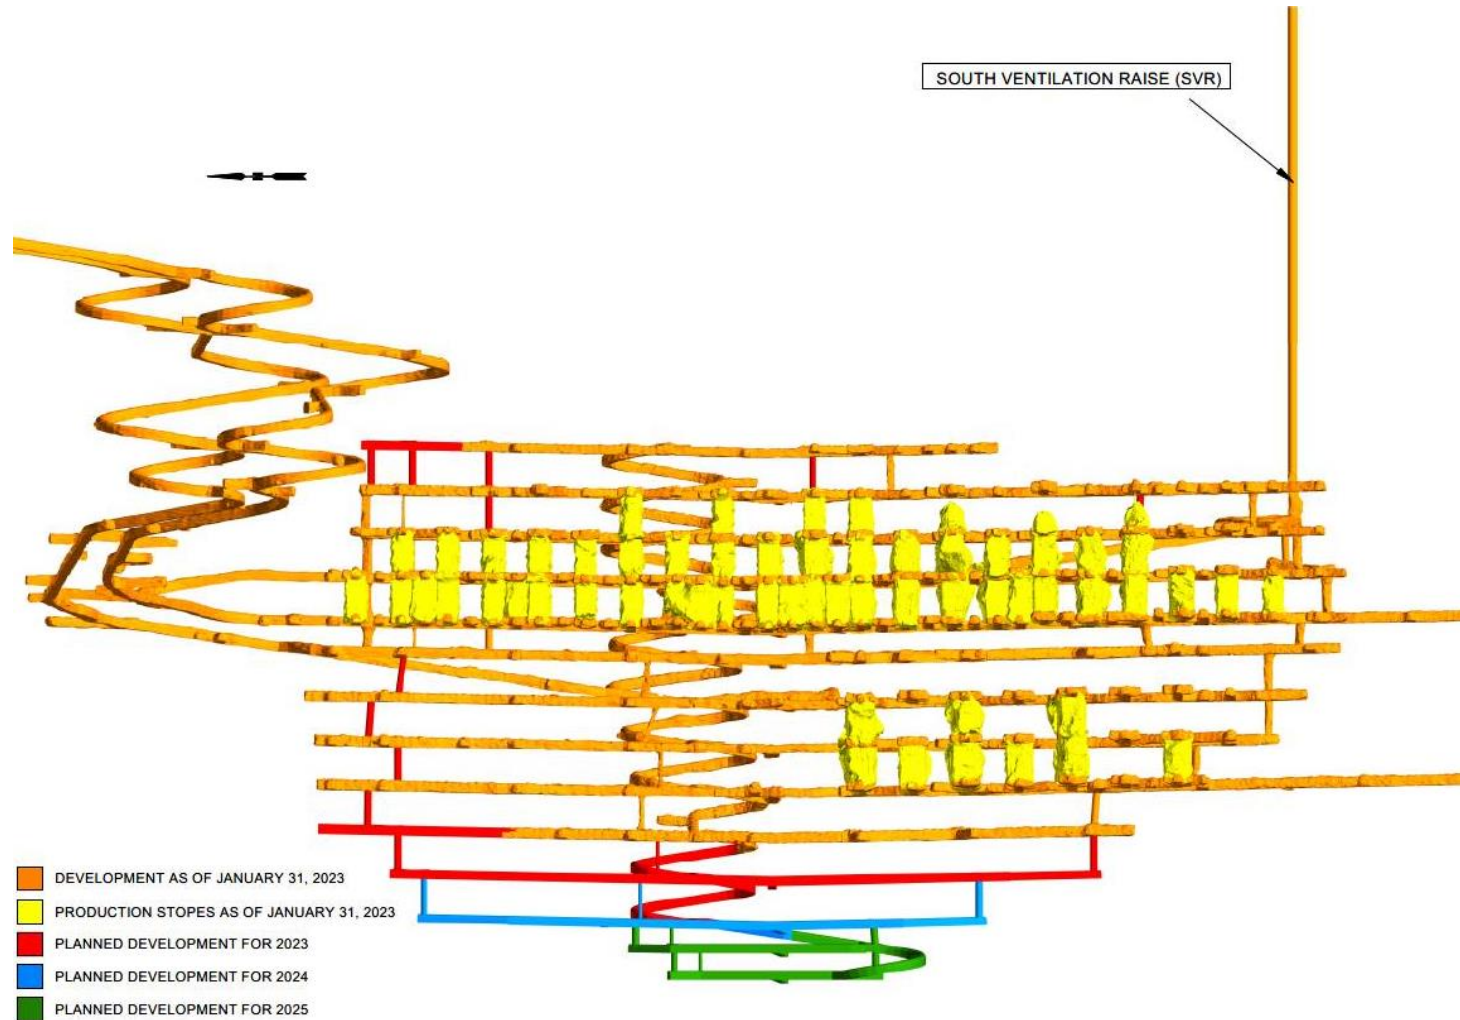 SOUTH VENTILATION RAISE (SVR)
DEVELOPMENT AS OF JANUARY 31, 2023
PRODUCTION STOPES AS OF JANUARY 31, 2023
PLANNED DEVELOPMENT FOR 2023
PLANNED DEVELOPMENT FOR 2024
PLANNED DEVELOPMENT FOR 2025